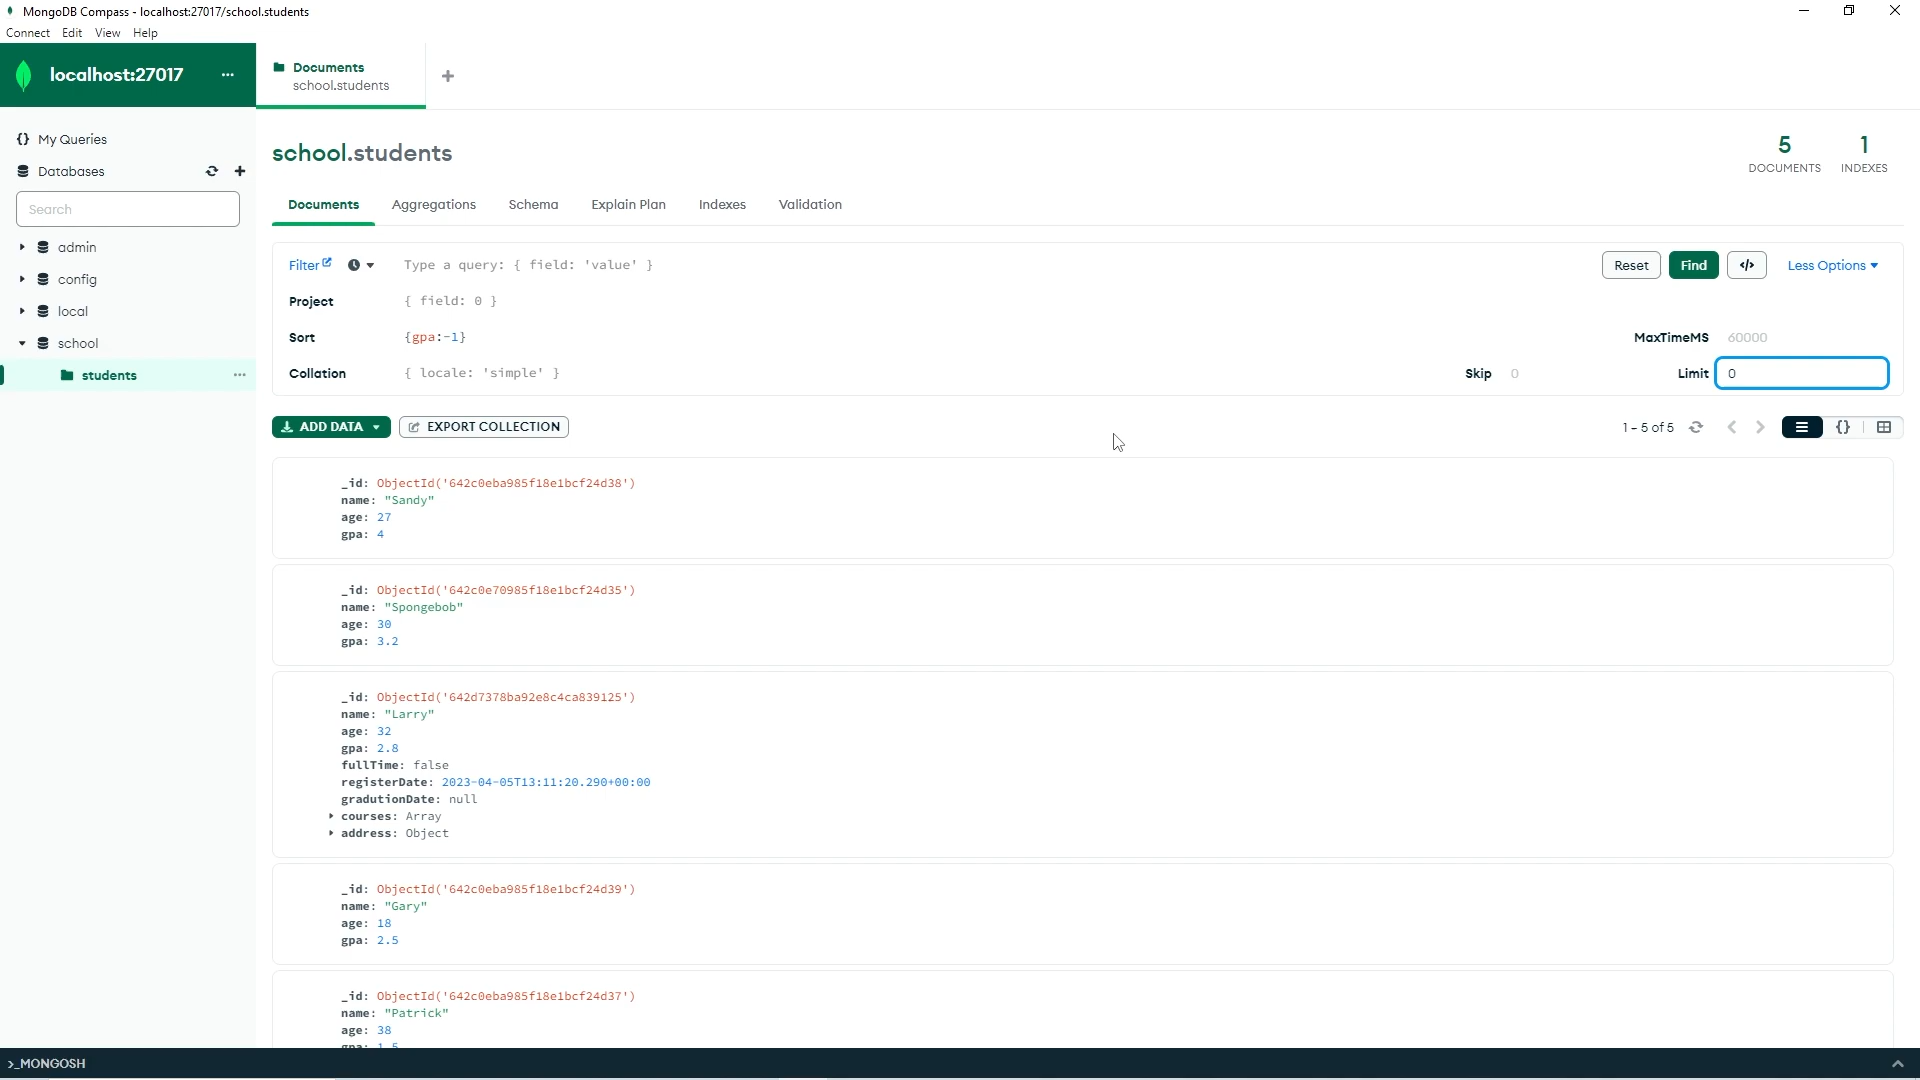 MongoDB Compass - localhost:27017/school.students
Connect Edit View Help
localhost:27017
Documents
school.students
My Queries
Databases
Search
admin
config
local
school
students
school.students
5
DOCUMENTS
1
INDEXES
Documents Aggregations Schema Explain Plan Indexes Validation
Filter Type a query: { field: 'value' } Reset Find </> Less Options
Project { field: 0 }
Sort {gpa:-1} MaxTimeMS 60000
Collation { locale: 'simple' } Skip 0 Limit 0
ADD DATA EXPORT COLLECTION 1 – 5 of 5 {}
_id: ObjectId('642c0eba985f18e1bcf24d38')
name: "Sandy"
age: 27
gpa: 4
_id: ObjectId('642c0e70985f18e1bcf24d35')
name: "Spongebob"
age: 30
gpa: 3.2
_id: ObjectId('642d7378ba92e8c4ca839125')
name: "Larry"
age: 32
gpa: 2.8
fullTime: false
registerDate: 2023-04-05T13:11:20.290+00:00
gradutionDate: null
courses: Array
address: Object
_id: ObjectId('642c0eba985f18e1bcf24d39')
name: "Gary"
age: 18
gpa: 2.5
_id: ObjectId('642c0eba985f18e1bcf24d37')
name: "Patrick"
age: 38
gpa: 1.5
>_MONGOSH